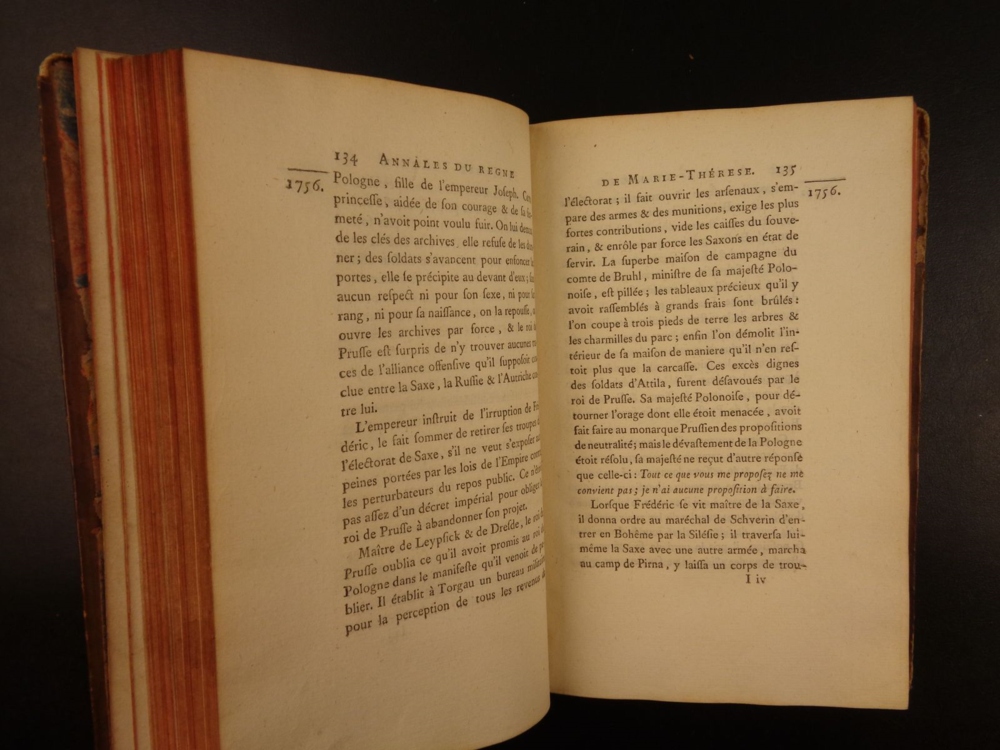 134 ANNALES DU REGNE
1756.
Pologne, fille de l'empereur Joseph.
princeſſe, aidée de ſon courage & de ſa
meté, n'avoit point voulu fuir. On lui
de les clés des archives, elle refuſe de les
ner; des ſoldats s'avancent pour enfoncer
portes, elle ſe précipite au devant d'eux;
aucun reſpect ni pour ſon ſexe, ni pour
rang, ni pour ſa naiſſance, on la repouſſe,
ouvre les archives par force, & le roi
Pruſſe eſt ſurpris de n'y trouver aucunes
ces de l'alliance offenſive qu'il ſuppoſoit
clue entre la Saxe, la Ruſſie & l'Autriche
tre lui.
L'empereur inſtruit de l'irruption de
déric, le fait ſommer de retirer ſes troupes
l'électorat de Saxe, s'il ne veut s'expoſer
peines portées par les lois de l'Empire
les perturbateurs du repos public. Ce
pas aſſez d'un décret impérial pour
roi de Pruſſe à abandonner ſon projet.
Maître de Leypſick & de Dreſde, le roi
Pruſſe oublia ce qu'il avoit promis au roi
Pologne dans le manifeſte qu'il venoit de
blier. Il établit à Torgau un bureau
pour la perception de tous les revenus
DE MARIE-THÉRESE. 135
1756.
l'électorat; il fait ouvrir les arſenaux, s'em-
pare des armes & des munitions, exige les plus
fortes contributions, vide les caiſſes du ſouve-
rain, & enrôle par force les Saxons en état de
ſervir. La ſuperbe maiſon de campagne du
comte de Bruhl, miniſtre de ſa majeſté Polo-
noiſe, eſt pillée; les tableaux précieux qu'il y
avoit raſſemblés à grands frais ſont brûlés:
l'on coupe à trois pieds de terre les arbres &
les charmilles du parc; enfin l'on démolit l'in-
térieur de ſa maiſon de maniere qu'il n'en reſ-
toit plus que la carcaſſe. Ces excès dignes
des ſoldats d'Attila, furent déſavoués par le
roi de Pruſſe. Sa majeſté Polonoiſe, pour dé-
tourner l'orage dont elle étoit menacée, avoit
fait faire au monarque Pruſſien des propoſitions
de neutralité; mais le dévaſtement de la Pologne
étoit réſolu, ſa majeſté ne reçut d'autre réponſe
que celle-ci: Tout ce que vous me propoſez ne me
convient pas; je n'ai aucune propoſition à faire.
Lorſque Frédéric ſe vit maître de la Saxe,
il donna ordre au maréchal de Schverin d'en-
trer en Bohême par la Siléſie; il traverſa lui-
même la Saxe avec une autre armée, marcha
au camp de Pirna, y laiſſa un corps de trou-
I iv